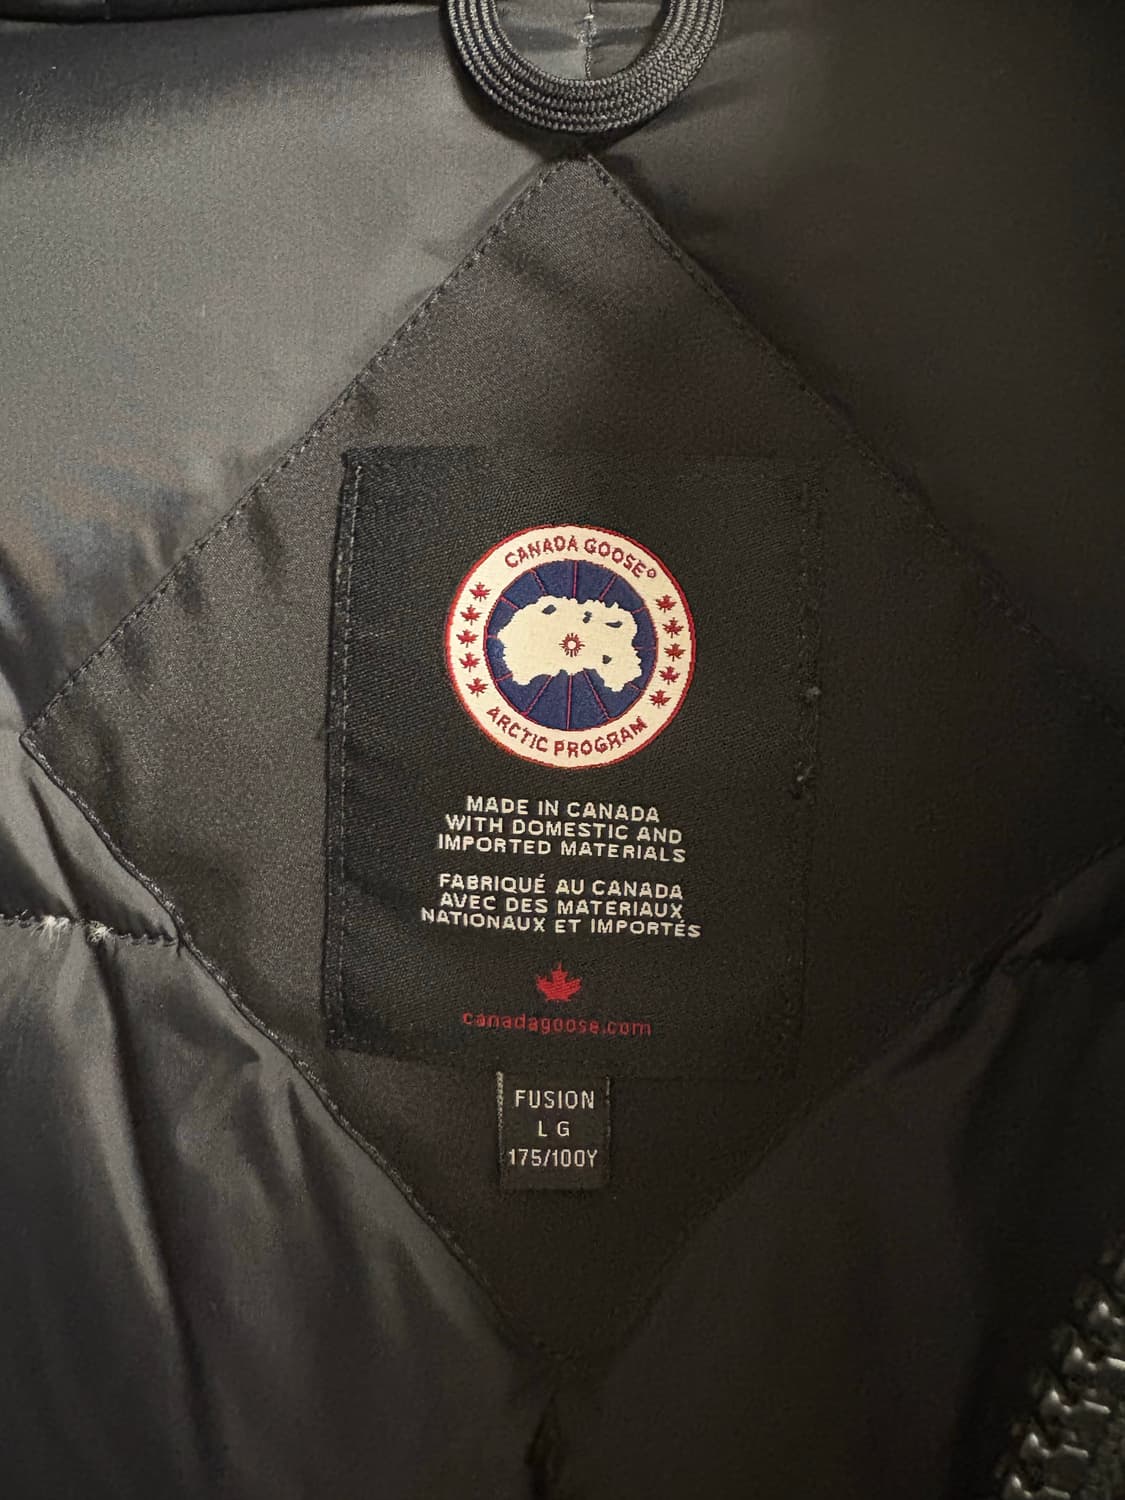 CANADA GOOSE®
ARCTIC PROGRAM
MADE IN CANADA
WITH DOMESTIC AND
IMPORTED MATERIALS
FABRIQUÉ AU CANADA
AVEC DES MATÉRIAUX
NATIONAUX ET IMPORTÉS
canadagoose.com
FUSION
L G
175/100Y